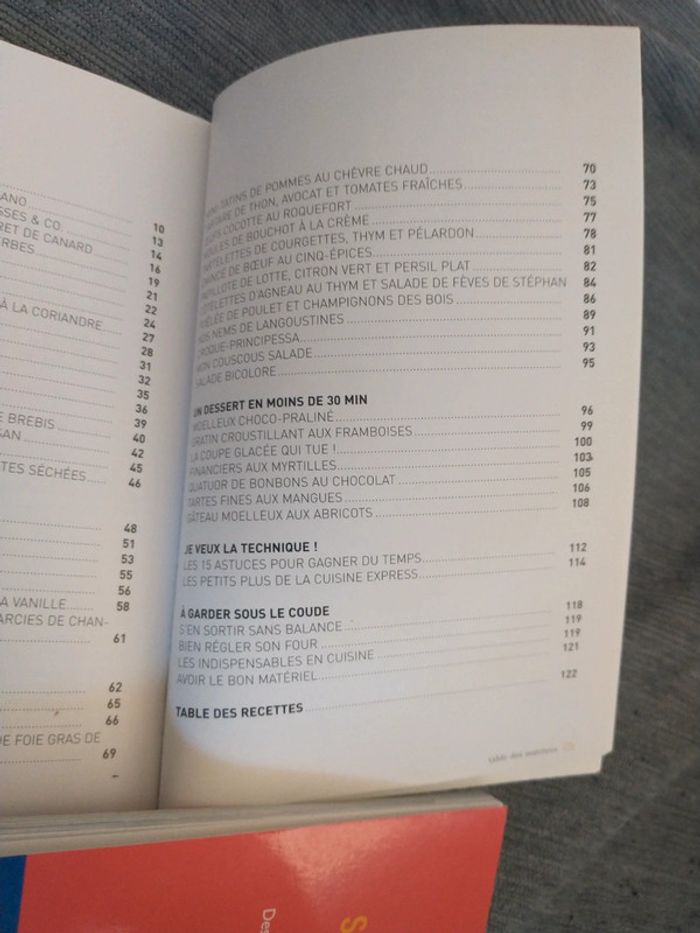 ANO
10
SSES & CO.
13
RET DE CANARD
14
ERBES
16
19
21
22
À LA CORIANDRE
24
27
28
31
32
35
36
E BREBIS
39
SAN
40
42
TES SÉCHÉES
45
46
48
51
53
55
56
A VANILLE
58
ARCIES DE CHAN-
61
62
65
66
DE FOIE GRAS DE
69
TATINS DE POMMES AU CHÈVRE CHAUD 70
DE THON, AVOCAT ET TOMATES FRAÎCHES 73
COCOTTE AU ROQUEFORT 75
DE BOUCHOT À LA CRÈME 77
DE COURGETTES, THYM ET PÉLARDON 78
DE BŒUF AU CINQ-ÉPICES 81
DE LOTTE, CITRON VERT ET PERSIL PLAT 82
D'AGNEAU AU THYM ET SALADE DE FÈVES DE STÉPHAN 84
DE POULET ET CHAMPIGNONS DES BOIS 86
NEMS DE LANGOUSTINES 89
CROQUE-PRINCIPESSA 91
MON COUSCOUS SALADE 93
SALADE BICOLORE 95
UN DESSERT EN MOINS DE 30 MIN
MOELLEUX CHOCO-PRALINÉ 96
GRATIN CROUSTILLANT AUX FRAMBOISES 99
LA COUPE GLACÉE QUI TUE ! 100
FINANCIERS AUX MYRTILLES 103
QUATUOR DE BONBONS AU CHOCOLAT 105
TARTES FINES AUX MANGUES 106
GÂTEAU MOELLEUX AUX ABRICOTS 108
JE VEUX LA TECHNIQUE !
LES 15 ASTUCES POUR GAGNER DU TEMPS 112
LES PETITS PLUS DE LA CUISINE EXPRESS 114
À GARDER SOUS LE COUDE
S'EN SORTIR SANS BALANCE 118
BIEN RÉGLER SON FOUR 119
LES INDISPENSABLES EN CUISINE 119
AVOIR LE BON MATÉRIEL 121
TABLE DES RECETTES 122
table des matières
S
Des